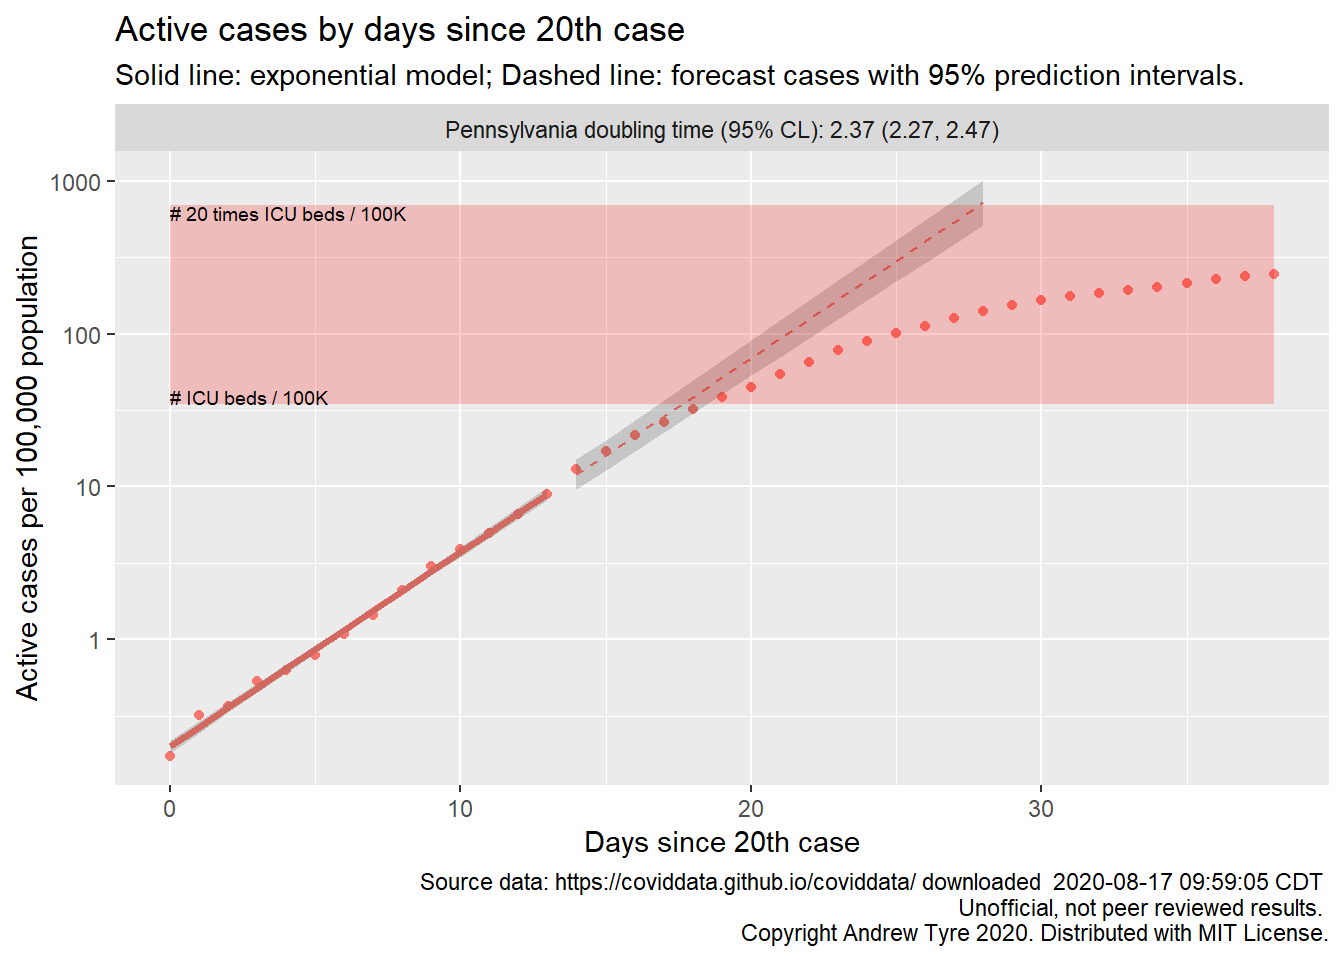 Active cases by days since 20th case
Solid line: exponential model; Dashed line: forecast cases with 95% prediction intervals.
Pennsylvania doubling time (95% CL): 2.37 (2.27, 2.47)
1000
# 20 times ICU beds / 100K
100
# ICU beds / 100K
10
1
Active cases per 100,000 population
0 10 20 30
Days since 20th case
Source data: https://coviddata.github.io/coviddata/ downloaded  2020-08-17 09:59:05 CDT
Unofficial, not peer reviewed results.
Copyright Andrew Tyre 2020. Distributed with MIT License.